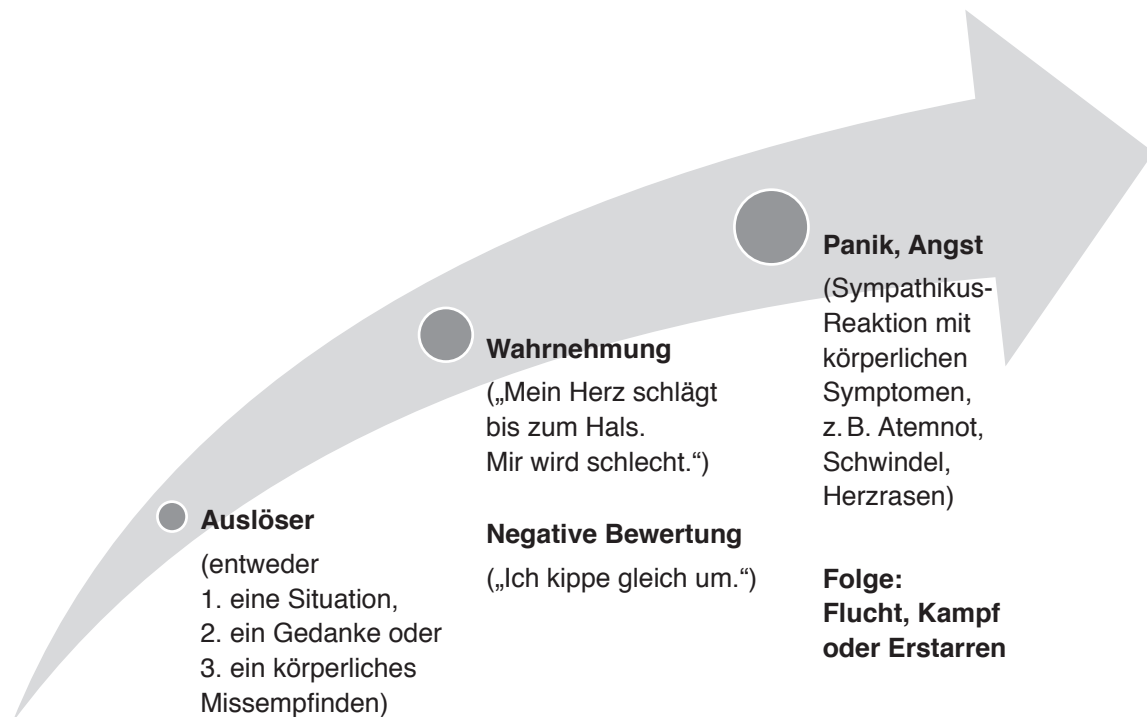 Auslöser
(entweder
1. eine Situation,
2. ein Gedanke oder
3. ein körperliches
Missempfinden)
Wahrnehmung
(„Mein Herz schlägt
bis zum Hals.
Mir wird schlecht.“)
Negative Bewertung
(„Ich kippe gleich um.“)
Panik, Angst
(Sympathikus-
Reaktion mit
körperlichen
Symptomen,
z. B. Atemnot,
Schwindel,
Herzrasen)
Folge:
Flucht, Kampf
oder Erstarren